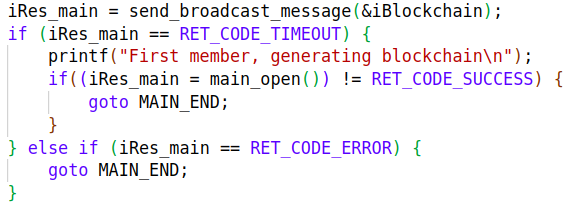 iRes_main = send_broadcast_message(&iBlockchain);
if (iRes_main == RET_CODE_TIMEOUT) {
    printf("First member, generating blockchain\n");
    if((iRes_main = main_open()) != RET_CODE_SUCCESS) {
        goto MAIN_END;
    }
} else if (iRes_main == RET_CODE_ERROR) {
    goto MAIN_END;
}